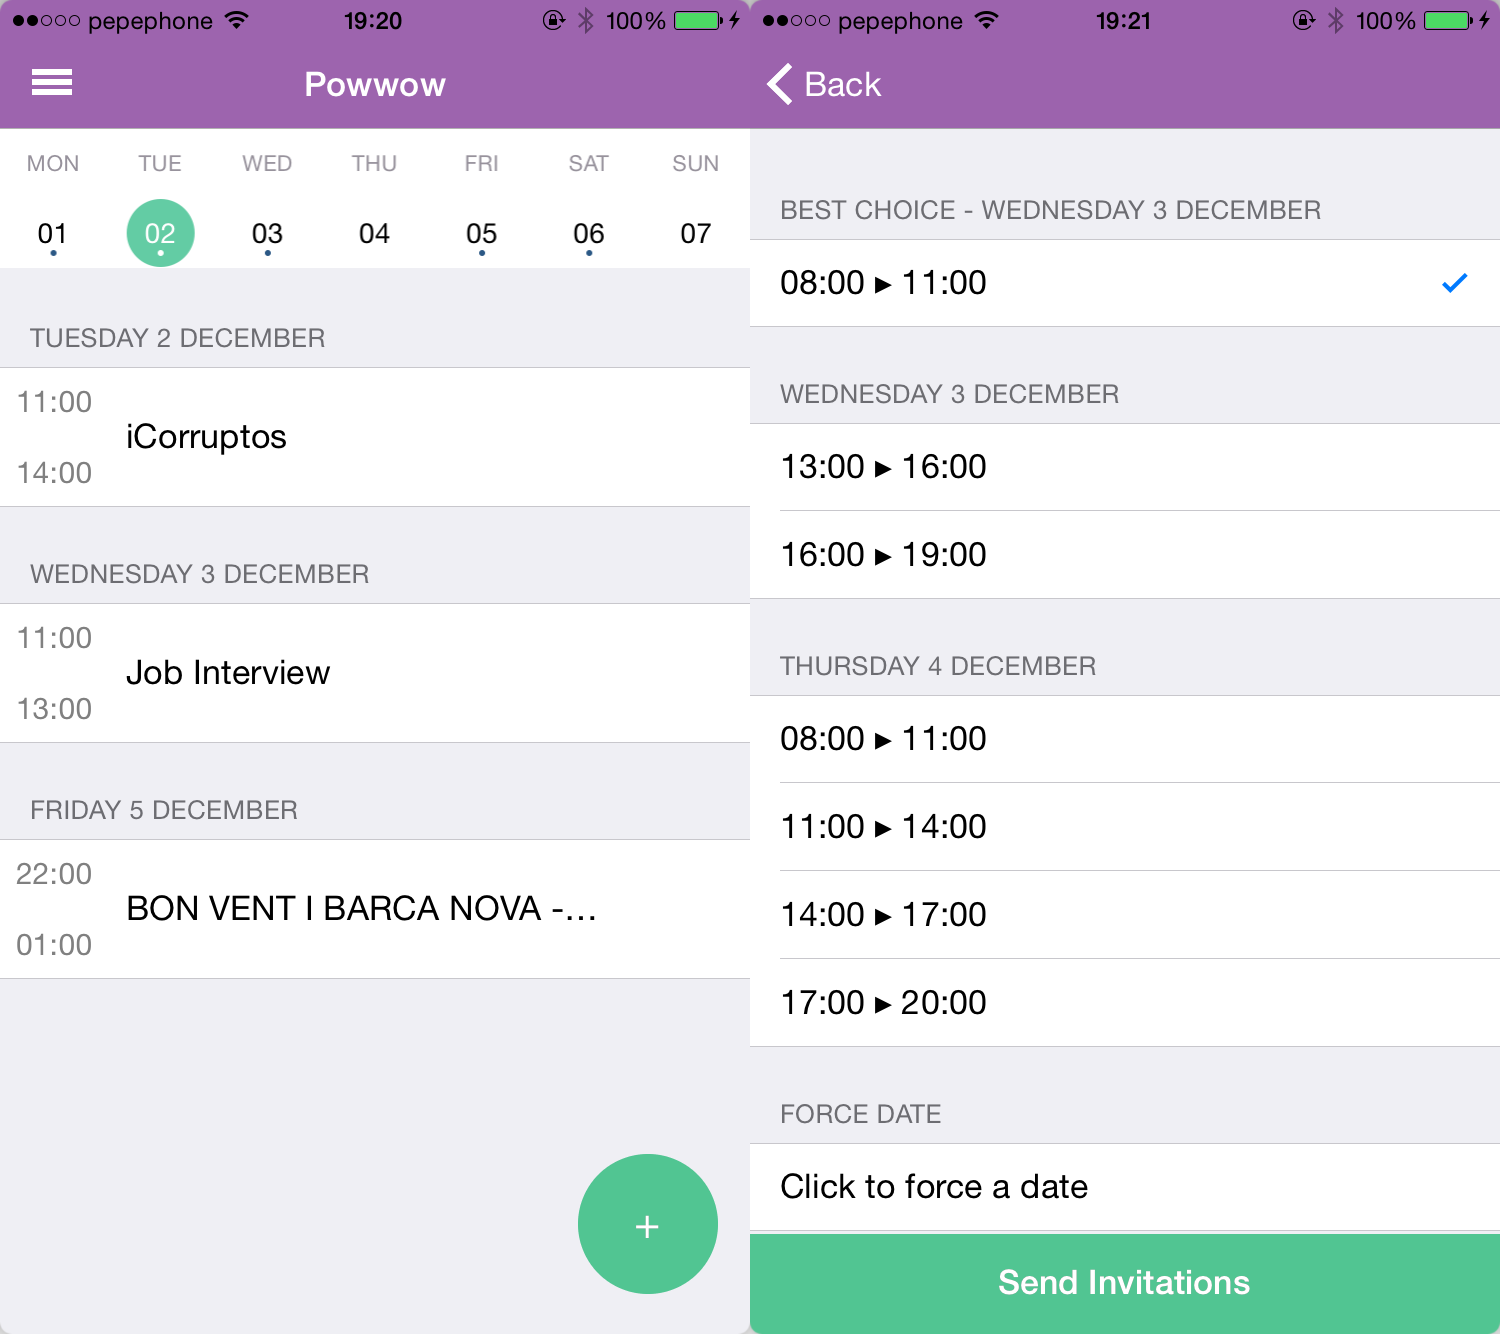 pepephone 19:20 100%
Powwow
MON TUE WED THU FRI SAT SUN
01 02 03 04 05 06 07
TUESDAY 2 DECEMBER
11:00
iCorruptos
14:00
WEDNESDAY 3 DECEMBER
11:00
Job Interview
13:00
FRIDAY 5 DECEMBER
22:00
BON VENT I BARCA NOVA -...
01:00
+
pepephone 19:21 100%
Back
BEST CHOICE - WEDNESDAY 3 DECEMBER
08:00 ▸ 11:00
WEDNESDAY 3 DECEMBER
13:00 ▸ 16:00
16:00 ▸ 19:00
THURSDAY 4 DECEMBER
08:00 ▸ 11:00
11:00 ▸ 14:00
14:00 ▸ 17:00
17:00 ▸ 20:00
FORCE DATE
Click to force a date
Send Invitations